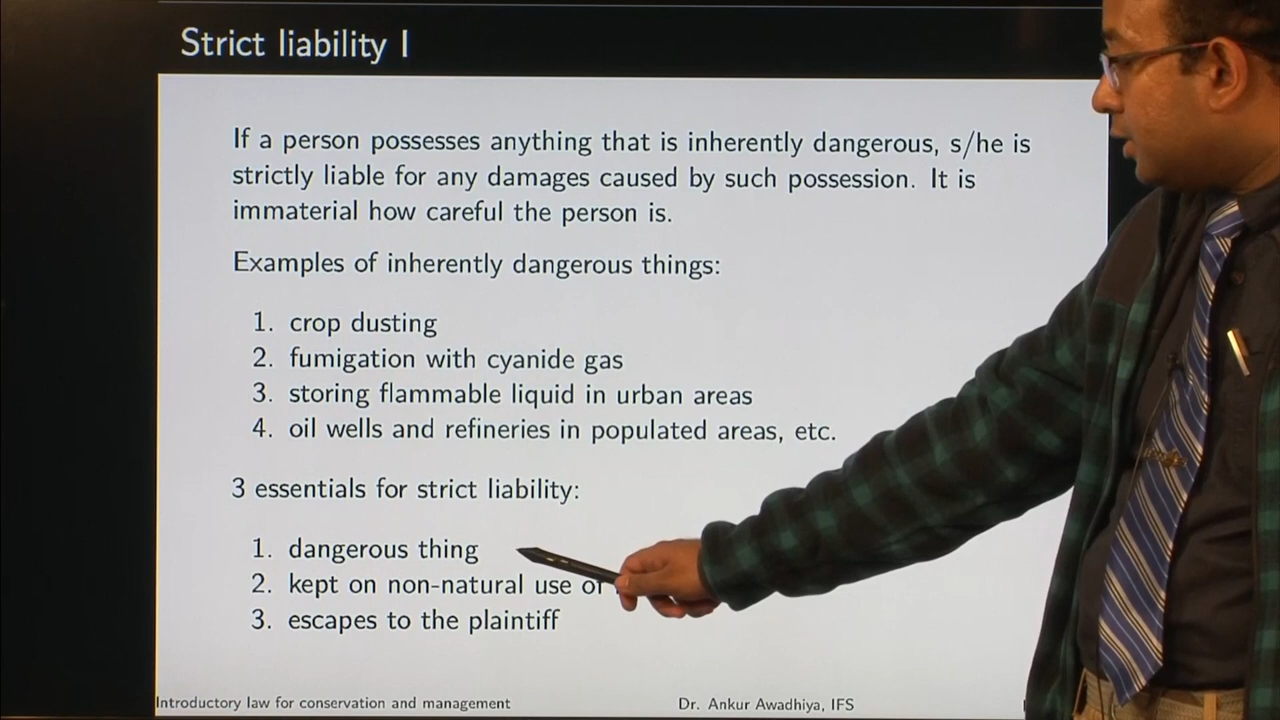 Strict liability I
If a person possesses anything that is inherently dangerous, s/he is
strictly liable for any damages caused by such possession. It is
immaterial how careful the person is.
Examples of inherently dangerous things:
1. crop dusting
2. fumigation with cyanide gas
3. storing flammable liquid in urban areas
4. oil wells and refineries in populated areas, etc.
3 essentials for strict liability:
1. dangerous thing
2. kept on non-natural use of
3. escapes to the plaintiff
Introductory law for conservation and management Dr. Ankur Awadhiya, IFS